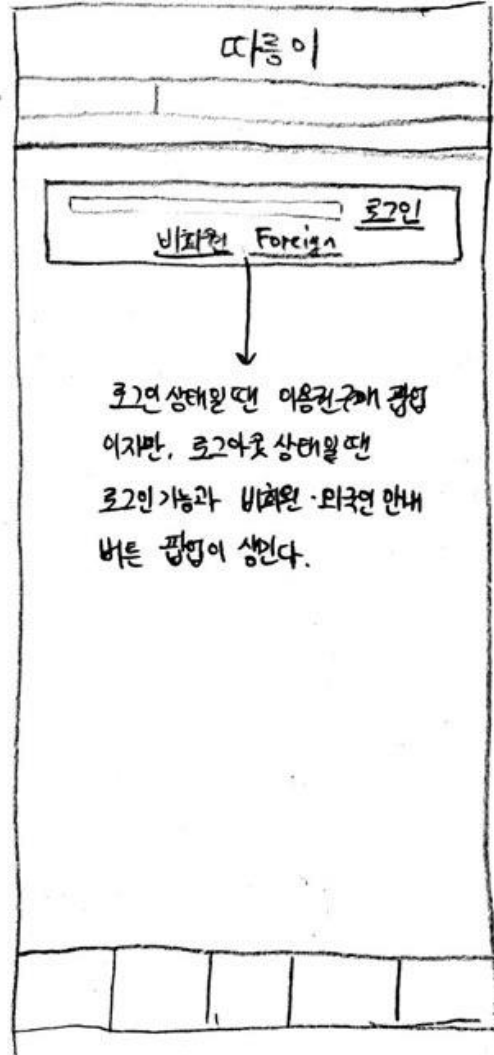 따릉이
로그인
비회원 Foreign
로그인 상태일 땐 이용권구매 팝업
이지만, 로그아웃 상태일 땐
로그인 기능과 비회원·외국인 안내
버튼 팝업이 생긴다.